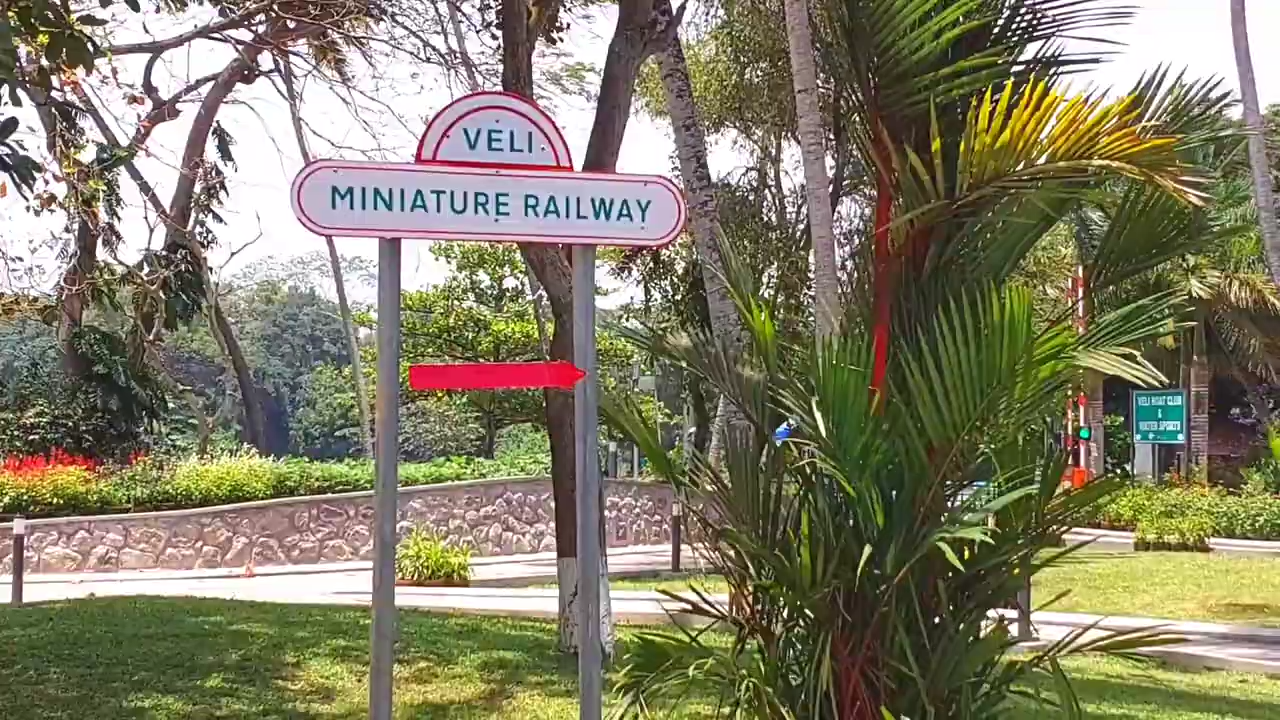 VELI
MINIATURE RAILWAY
VELI BOAT CLUB
&
WATER SPORTS